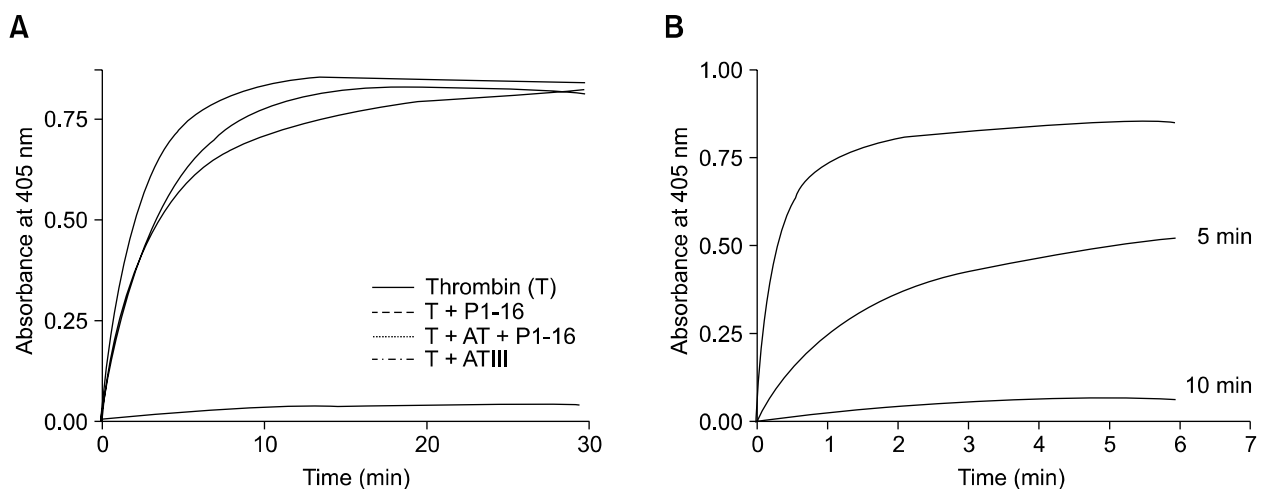 A
B
Absorbance at 405 nm
0.75
0.50
0.25
0.00
Thrombin (T)
T + P1-16
T + AT + P1-16
T + ATIII
0
10
20
30
Time (min)
Absorbance at 405 nm
1.00
0.75
0.50
0.25
0.00
5 min
10 min
0
1
2
3
4
5
6
7
Time (min)